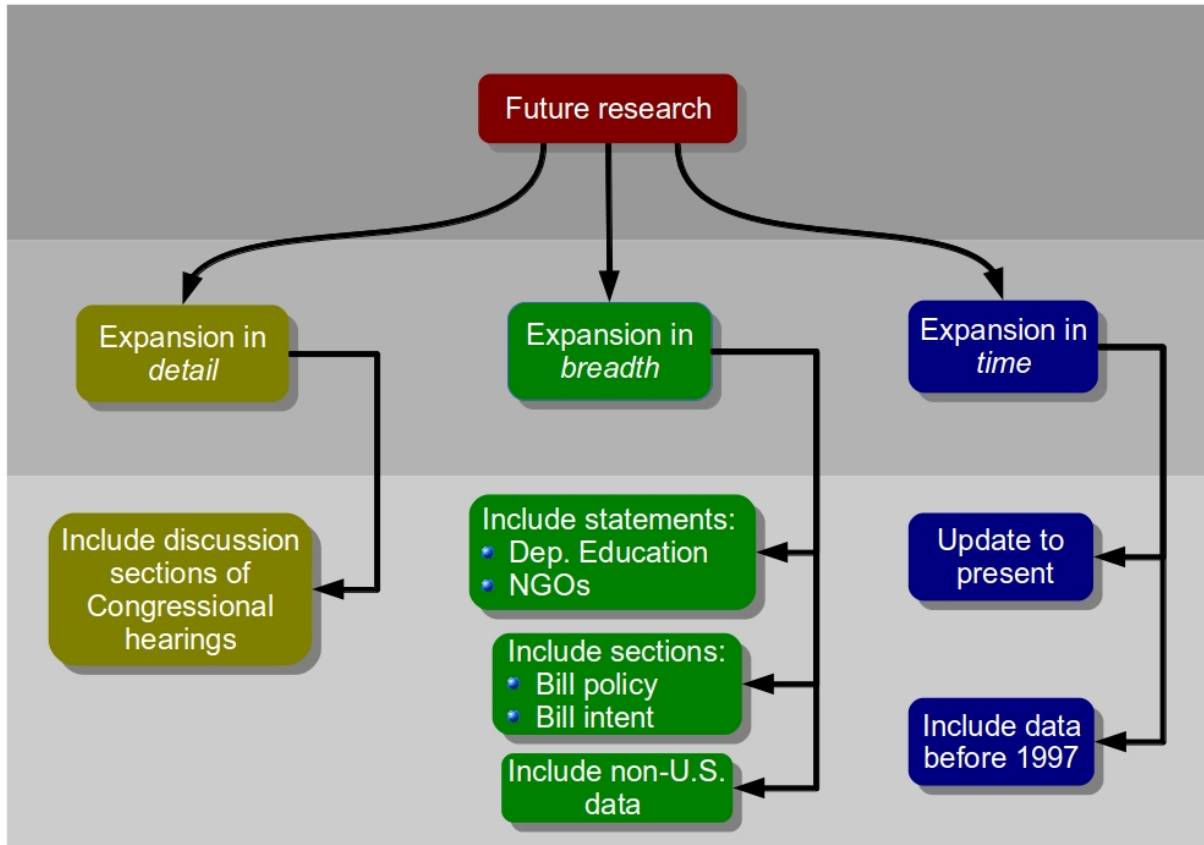 Future research
Expansion in
detail
Expansion in
breadth
Expansion in
time
Include discussion
sections of
Congressional
hearings
Include statements:
Dep. Education
NGOs
Include sections:
Bill policy
Bill intent
Include non-U.S.
data
Update to
present
Include data
before 1997